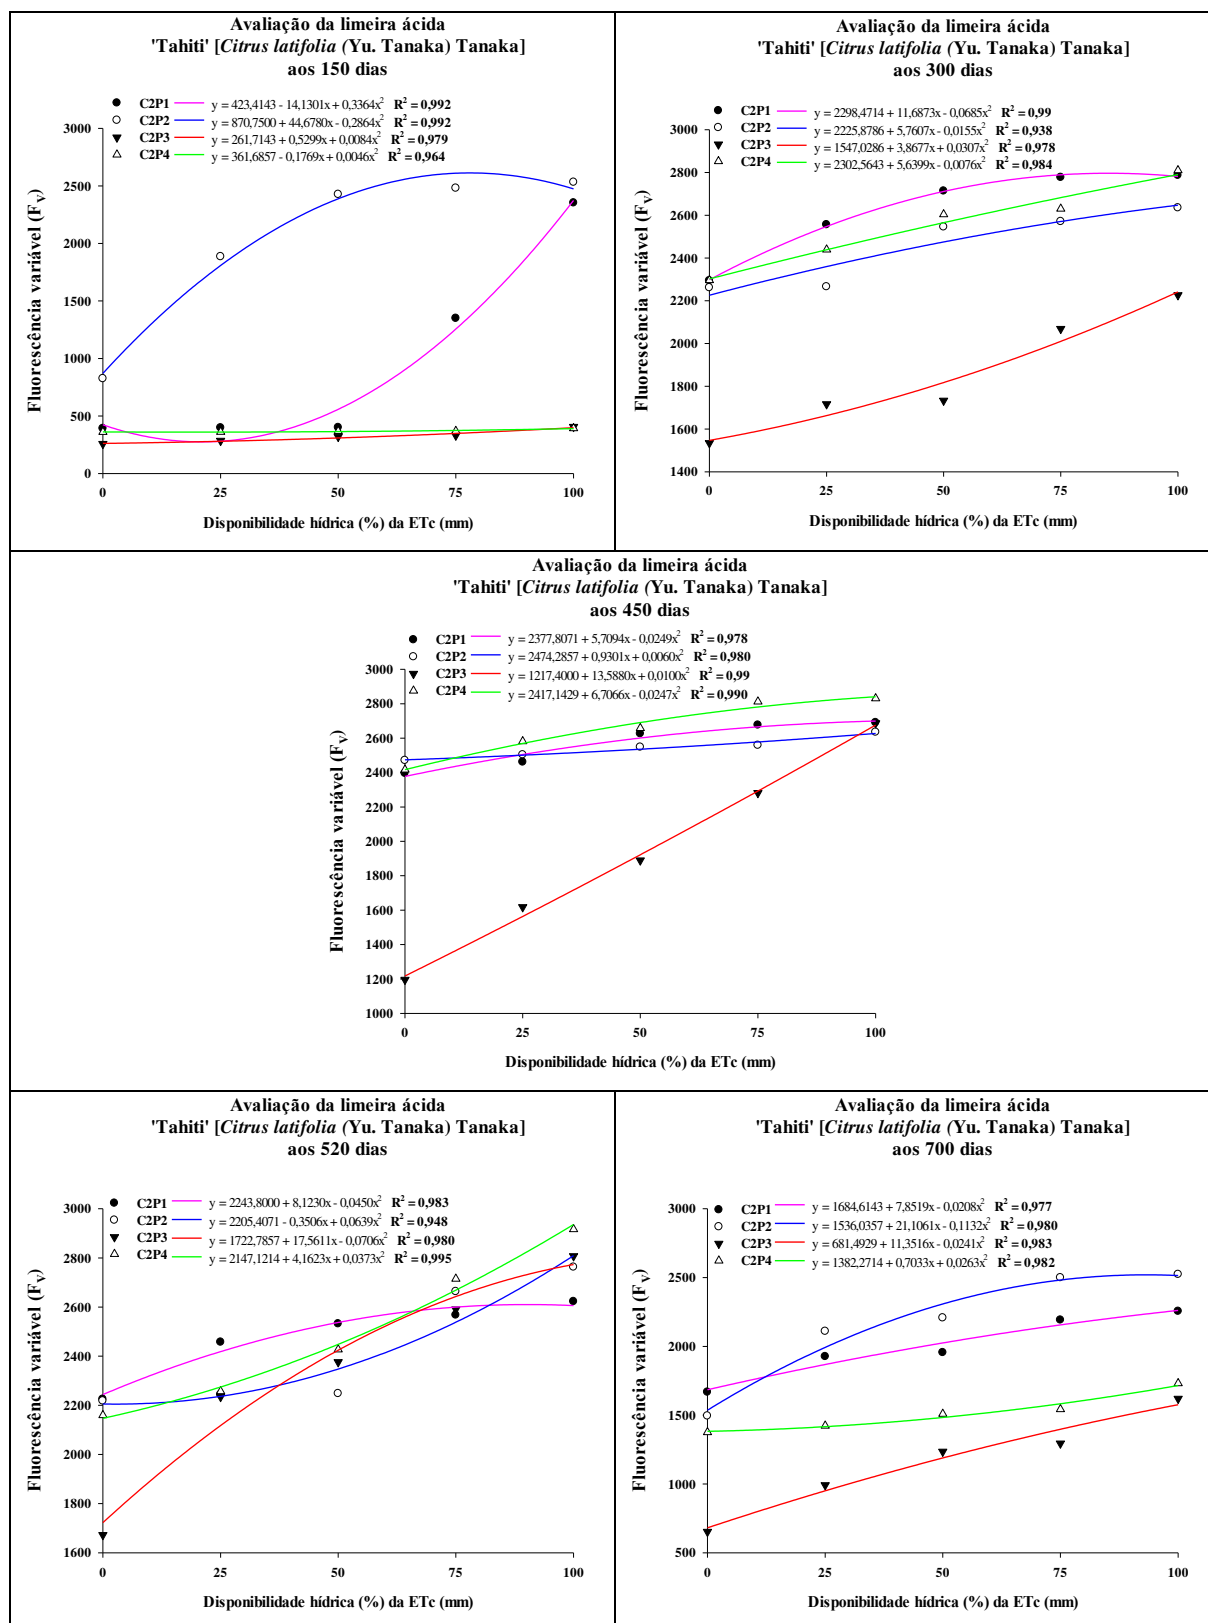 Avaliação da limeira ácida
'Tahiti' [Citrus latifolia (Yu. Tanaka) Tanaka]
aos 150 dias
C2P1 y = 423,4143 - 14,1301x + 0,3364x² R² = 0,992
C2P2 y = 870,7500 + 44,6780x - 0,2864x² R² = 0,992
C2P3 y = 261,7143 + 0,5299x + 0,0084x² R² = 0,979
C2P4 y = 361,6857 - 0,1769x + 0,0046x² R² = 0,964
Fluorescência variável (Fv)
3000
2500
2000
1500
1000
500
0
0 25 50 75 100
Disponibilidade hídrica (%) da ETc (mm)
Avaliação da limeira ácida
'Tahiti' [Citrus latifolia (Yu. Tanaka) Tanaka]
aos 300 dias
C2P1 y = 2298,4714 + 11,6873x - 0,0685x² R² = 0,99
C2P2 y = 2225,8786 + 5,7607x - 0,0155x² R² = 0,938
C2P3 y = 1547,0286 + 3,8677x + 0,0307x² R² = 0,978
C2P4 y = 2302,5643 + 5,6399x - 0,0076x² R² = 0,984
Fluorescência variável (Fv)
3000
2800
2600
2400
2200
2000
1800
1600
1400
0 25 50 75 100
Disponibilidade hídrica (%) da ETc (mm)
Avaliação da limeira ácida
'Tahiti' [Citrus latifolia (Yu. Tanaka) Tanaka]
aos 450 dias
C2P1 y = 2377,8071 + 5,7094x - 0,0249x² R² = 0,978
C2P2 y = 2474,2857 + 0,9301x + 0,0060x² R² = 0,980
C2P3 y = 1217,4000 + 13,5880x + 0,0100x² R² = 0,99
C2P4 y = 2417,1429 + 6,7066x - 0,0247x² R² = 0,990
Fluorescência variável (Fv)
3000
2800
2600
2400
2200
2000
1800
1600
1400
1200
1000
0 25 50 75 100
Disponibilidade hídrica (%) da ETc (mm)
Avaliação da limeira ácida
'Tahiti' [Citrus latifolia (Yu. Tanaka) Tanaka]
aos 520 dias
C2P1 y = 2243,8000 + 8,1230x - 0,0450x² R² = 0,983
C2P2 y = 2205,4071 - 0,3506x + 0,0639x² R² = 0,948
C2P3 y = 1722,7857 + 17,5611x - 0,0706x² R² = 0,980
C2P4 y = 2147,1214 + 4,1623x + 0,0373x² R² = 0,995
Fluorescência variável (Fv)
3000
2800
2600
2400
2200
2000
1800
1600
0 25 50 75 100
Disponibilidade hídrica (%) da ETc (mm)
Avaliação da limeira ácida
'Tahiti' [Citrus latifolia (Yu. Tanaka) Tanaka]
aos 700 dias
C2P1 y = 1684,6143 + 7,8519x - 0,0208x² R² = 0,977
C2P2 y = 1536,0357 + 21,1061x - 0,1132x² R² = 0,980
C2P3 y = 681,4929 + 11,3516x - 0,0241x² R² = 0,983
C2P4 y = 1382,2714 + 0,7033x + 0,0263x² R² = 0,982
Fluorescência variável (Fv)
3000
2500
2000
1500
1000
500
0 25 50 75 100
Disponibilidade hídrica (%) da ETc (mm)